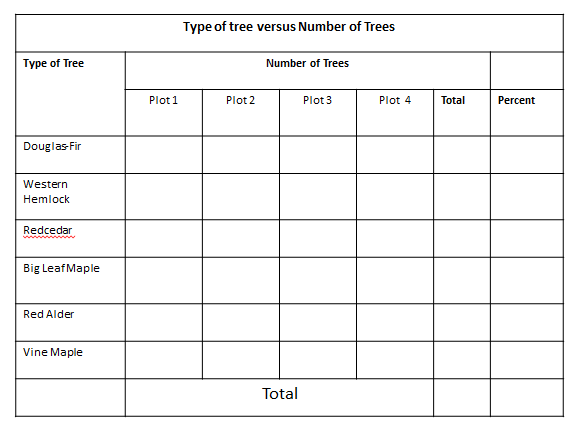 Type of tree versus Number of Trees
Type of Tree Number of Trees
Plot 1 Plot 2 Plot 3 Plot 4 Total Percent
Douglas-Fir
Western
Hemlock
Redcedar
Big Leaf Maple
Red Alder
Vine Maple
Total